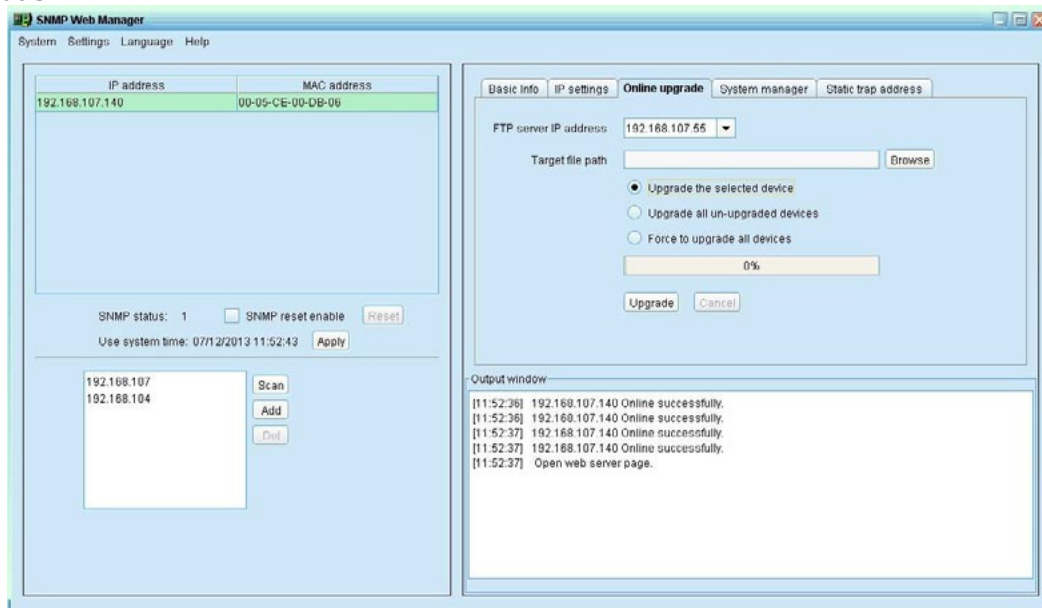 SNMP Web Manager
System Settings Language Help
IP address MAC address
192.168.107.140 00-05-CE-00-DB-06
SNMP status: 1 SNMP reset enable Reset
Use system time: 07/12/2013 11:52:43 Apply
192.168.107
192.168.104
Scan
Add
Del
Basic Info IP settings Online upgrade System manager Static trap address
FTP server IP address 192.168.107.55
Target file path Browse
Upgrade the selected device
Upgrade all un-upgraded devices
Force to upgrade all devices
0%
Upgrade Cancel
Output window
[11:52:36] 192.168.107.140 Online successfully.
[11:52:36] 192.168.107.140 Online successfully.
[11:52:37] 192.168.107.140 Online successfully.
[11:52:37] 192.168.107.140 Online successfully.
[11:52:37] Open web server page.